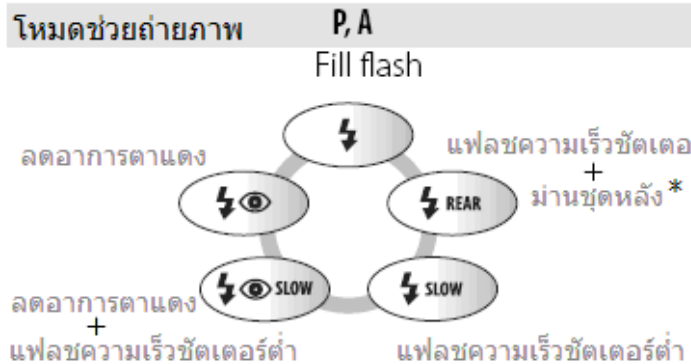 โหมดช่วยถ่ายภาพ P, A
Fill flash
ลดอาการตาแดง
แฟลชความเร็วชัตเตอ
+
ม่านชุดหลัง*
REAR
SLOW
SLOW
ลดอาการตาแดง
+
แฟลชความเร็วชัตเตอร์ต่ำ
แฟลชความเร็วชัตเตอร์ต่ำ